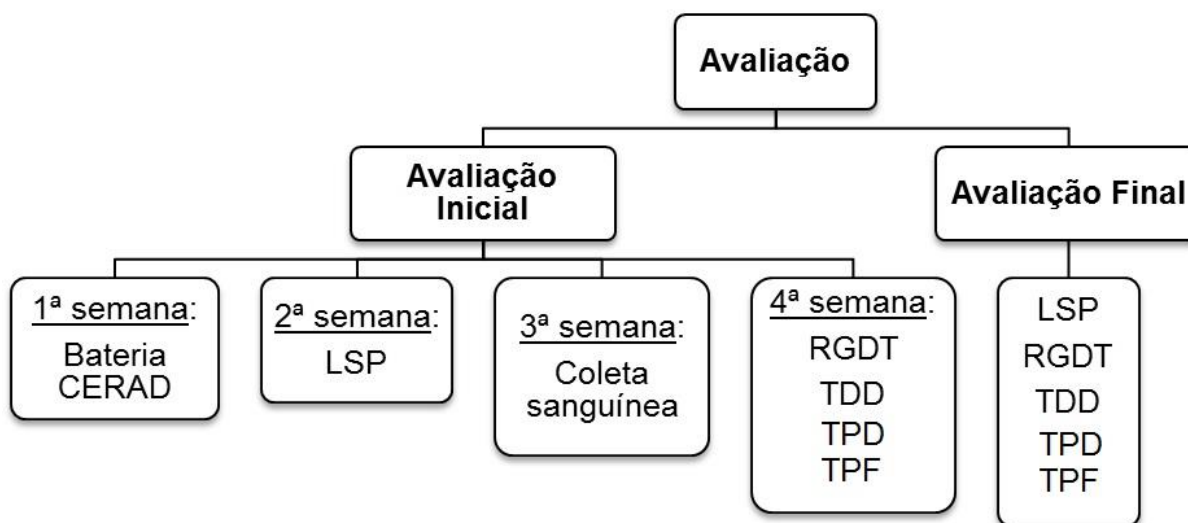 Avaliação
Avaliação
Inicial
Avaliação Final
1ª semana:
Bateria
CERAD
2ª semana:
LSP
3ª semana:
Coleta
sanguínea
4ª semana:
RGDT
TDD
TPD
TPF
LSP
RGDT
TDD
TPD
TPF